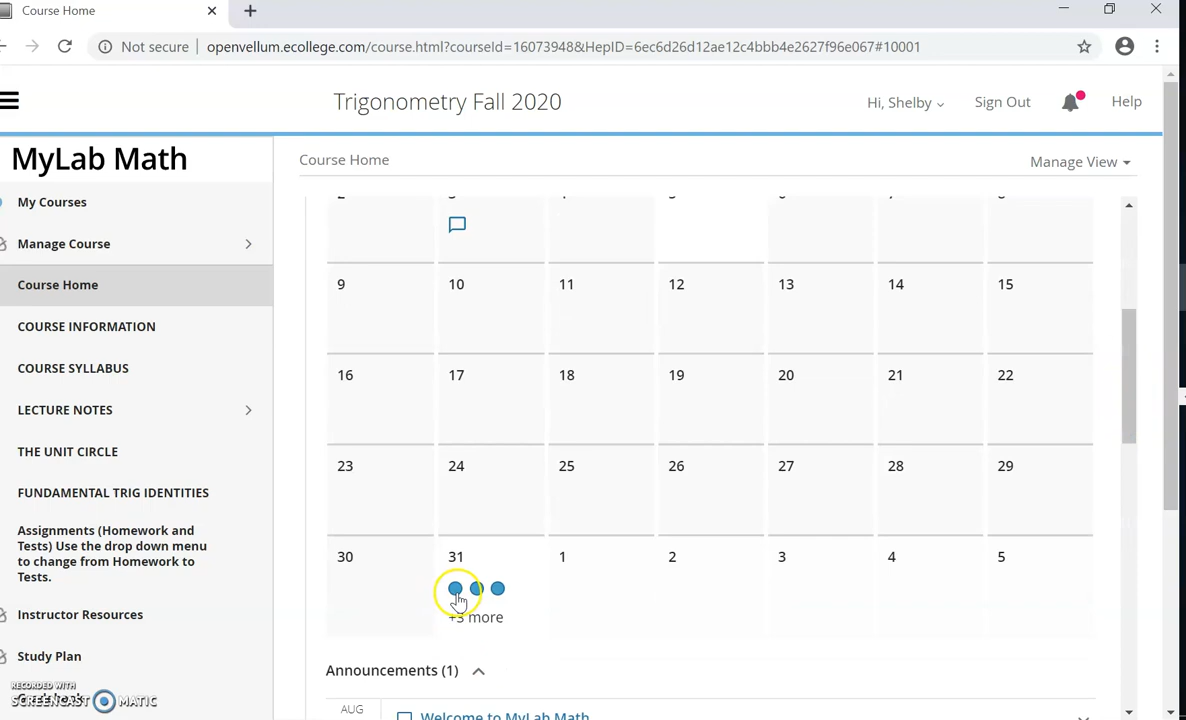 Course Home
Not secure
openvellum.ecollege.com/course.html?courseId=16073948&HepID=6ec6d26d12ae12c4bbb4e2627f96e067#10001
Trigonometry Fall 2020
Hi, Shelby
Sign Out
Help
MyLab Math
Course Home
Manage View
My Courses
Manage Course
Course Home
COURSE INFORMATION
COURSE SYLLABUS
LECTURE NOTES
THE UNIT CIRCLE
FUNDAMENTAL TRIG IDENTITIES
Assignments (Homework and
Tests) Use the drop down menu
to change from Homework to
Tests.
Instructor Resources
Study Plan
RECORDED WITH
SCREENCAST MATIC
9 10 11 12 13 14 15
16 17 18 19 20 21 22
23 24 25 26 27 28 29
30 31 1 2 3 4 5
+3 more
Announcements (1)
AUG
Welcome to MyLab Math